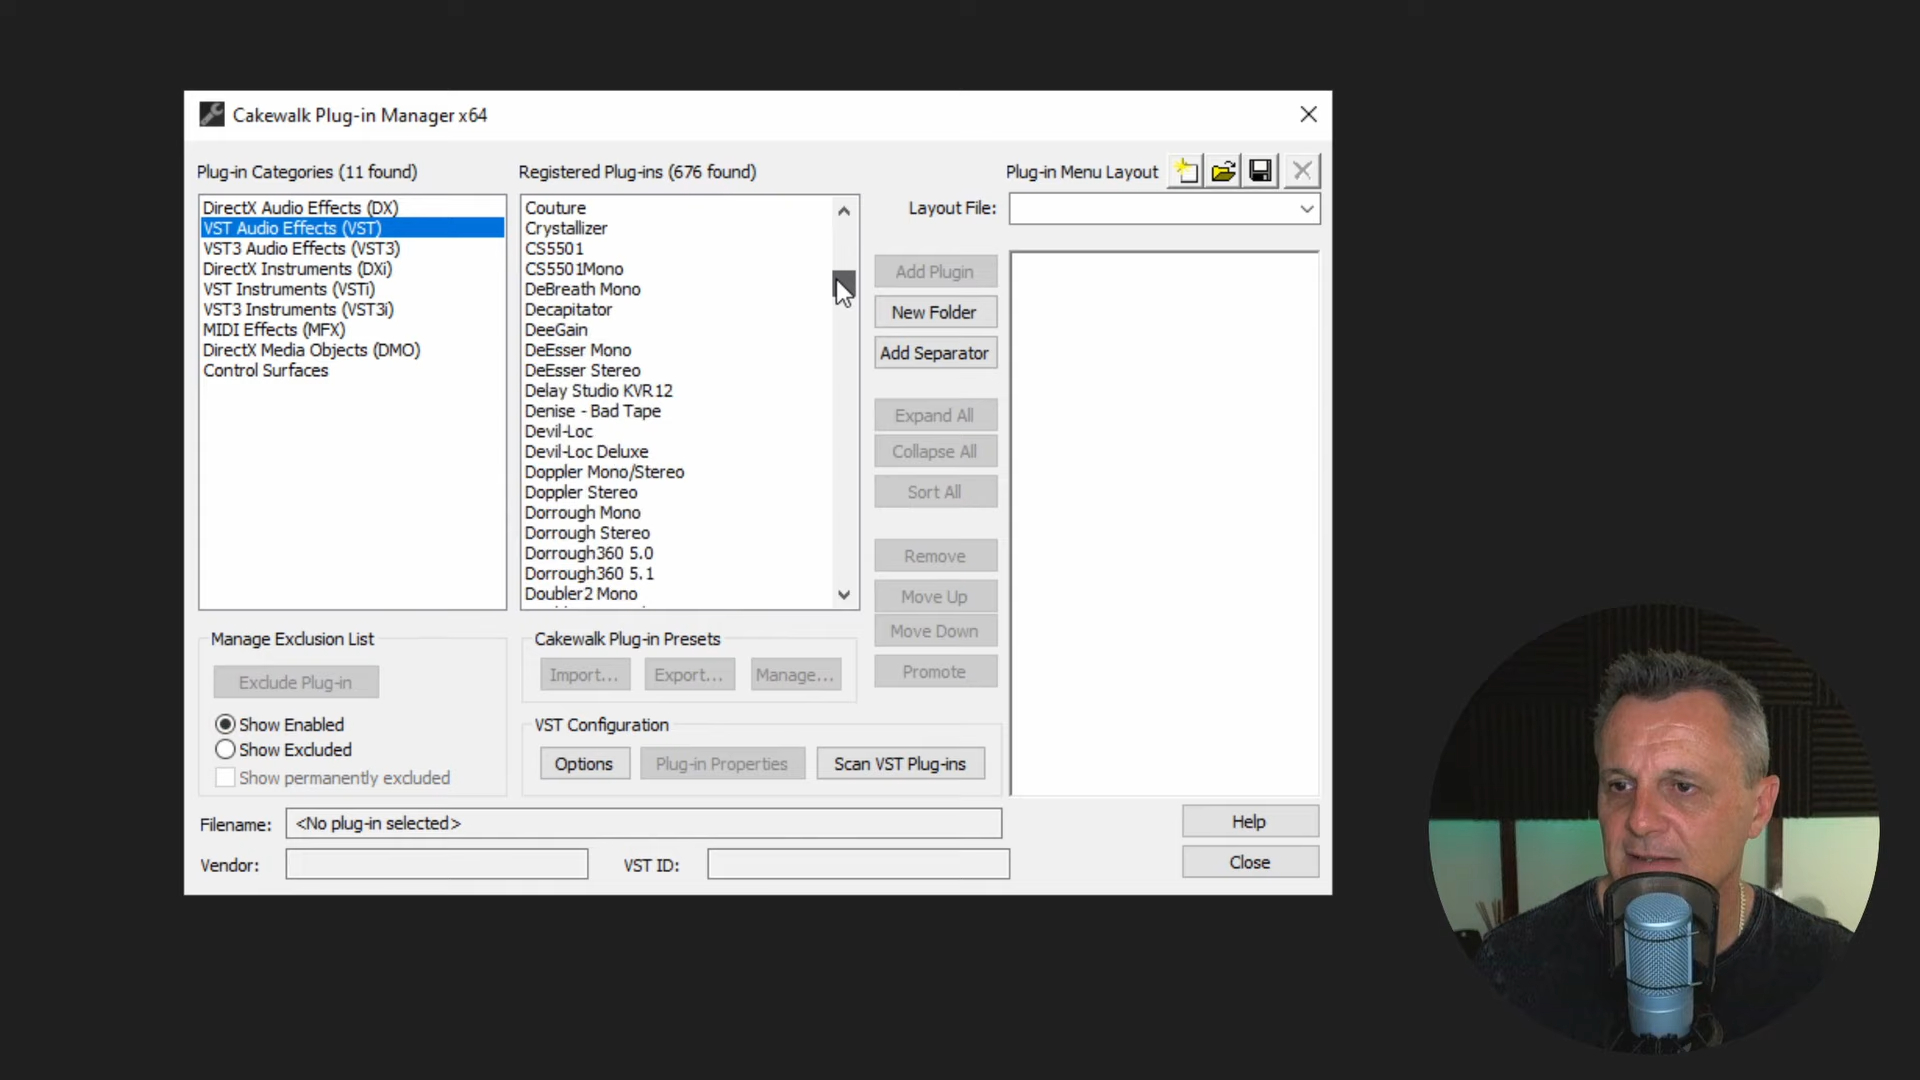 Cakewalk Plug-in Manager x64
Plug-in Categories (11 found)
DirectX Audio Effects (DX)
VST Audio Effects (VST)
VST3 Audio Effects (VST3)
DirectX Instruments (DXi)
VST Instruments (VSTi)
VST3 Instruments (VST3i)
MIDI Effects (MFX)
DirectX Media Objects (DMO)
Control Surfaces
Registered Plug-ins (676 found)
Couture
Crystallizer
CS5501
CS5501Mono
DeBreath Mono
Decapitator
DeeGain
DeEsser Mono
DeEsser Stereo
Delay Studio KVR12
Denise - Bad Tape
Devil-Loc
Devil-Loc Deluxe
Doppler Mono/Stereo
Doppler Stereo
Dorrough Mono
Dorrough Stereo
Dorrough360 5.0
Dorrough360 5.1
Doubler2 Mono
Plug-in Menu Layout
Layout File:
Add Plugin
New Folder
Add Separator
Expand All
Collapse All
Sort All
Remove
Move Up
Move Down
Promote
Manage Exclusion List
Exclude Plug-in
Show Enabled
Show Excluded
Show permanently excluded
Cakewalk Plug-in Presets
Import...
Export...
Manage...
VST Configuration
Options
Plug-in Properties
Scan VST Plug-ins
Filename:
<No plug-in selected>
Vendor:
VST ID:
Help
Close